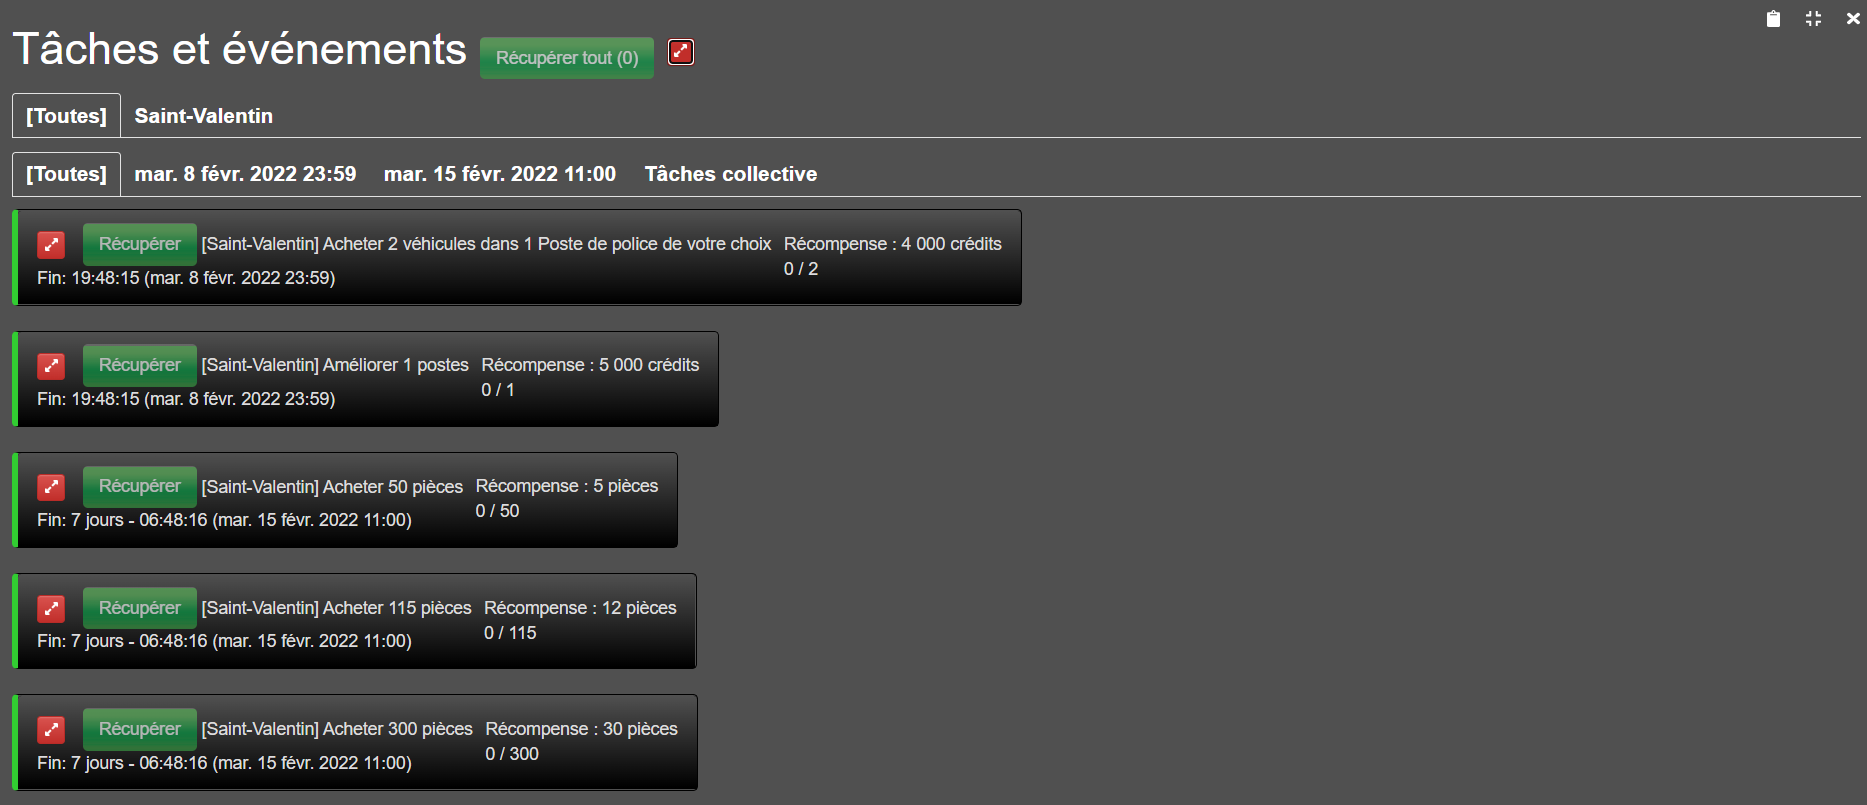 Tâches et événements Récupérer tout (0)
[Toutes] Saint-Valentin
[Toutes] mar. 8 févr. 2022 23:59 mar. 15 févr. 2022 11:00 Tâches collective
Récupérer [Saint-Valentin] Acheter 2 véhicules dans 1 Poste de police de votre choix Récompense : 4 000 crédits
0 / 2
Fin: 19:48:15 (mar. 8 févr. 2022 23:59)
Récupérer [Saint-Valentin] Améliorer 1 postes Récompense : 5 000 crédits
0 / 1
Fin: 19:48:15 (mar. 8 févr. 2022 23:59)
Récupérer [Saint-Valentin] Acheter 50 pièces Récompense : 5 pièces
0 / 50
Fin: 7 jours - 06:48:16 (mar. 15 févr. 2022 11:00)
Récupérer [Saint-Valentin] Acheter 115 pièces Récompense : 12 pièces
0 / 115
Fin: 7 jours - 06:48:16 (mar. 15 févr. 2022 11:00)
Récupérer [Saint-Valentin] Acheter 300 pièces Récompense : 30 pièces
0 / 300
Fin: 7 jours - 06:48:16 (mar. 15 févr. 2022 11:00)